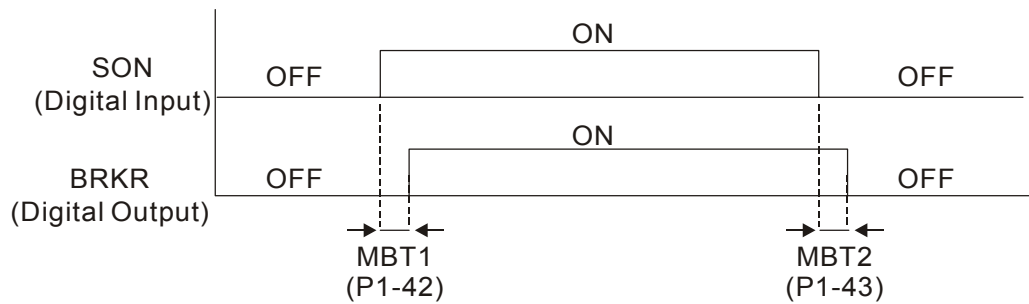 ON
SON
(Digital Input)
OFF
OFF
ON
BRKR
(Digital Output)
OFF
OFF
MBT1
(P1-42)
MBT2
(P1-43)